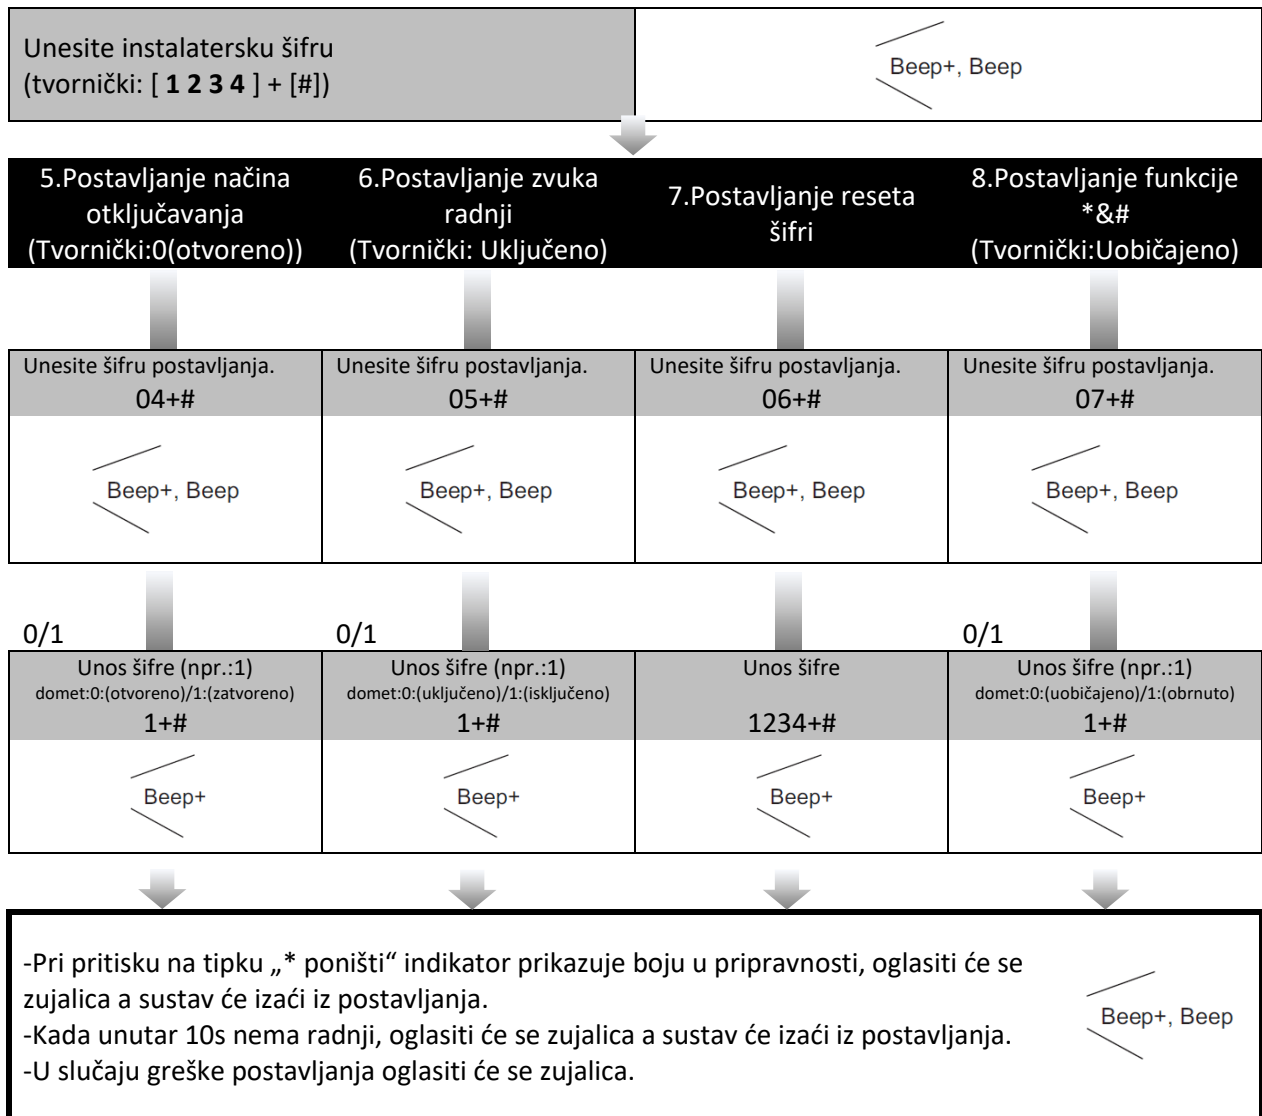 Unesite instalatersku šifru
(tvornički: [ 1 2 3 4 ] + [#])
Beep+, Beep
5.Postavljanje načina
otključavanja
(Tvornički:0(otvoreno))
6.Postavljanje zvuka
radnji
(Tvornički: Uključeno)
7.Postavljanje reseta
šifri
8.Postavljanje funkcije
*&#
(Tvornički:Uobičajeno)
Unesite šifru postavljanja.
04+#
Unesite šifru postavljanja.
05+#
Unesite šifru postavljanja.
06+#
Unesite šifru postavljanja.
07+#
Beep+, Beep
Beep+, Beep
Beep+, Beep
Beep+, Beep
0/1
0/1
0/1
Unos šifre (npr.:1)
domet:0:(otvoreno)/1:(zatvoreno)
1+#
Unos šifre (npr.:1)
domet:0:(uključeno)/1:(isključeno)
1+#
Unos šifre
1234+#
Unos šifre (npr.:1)
domet:0:(uobičajeno)/1:(obrnuto)
1+#
Beep+
Beep+
Beep+
Beep+
-Pri pritisku na tipku „* poništi“ indikator prikazuje boju u pripravnosti, oglasiti će se
zujalica a sustav će izaći iz postavljanja.
-Kada unutar 10s nema radnji, oglasiti će se zujalica a sustav će izaći iz postavljanja.
-U slučaju greške postavljanja oglasiti će se zujalica.
Beep+, Beep